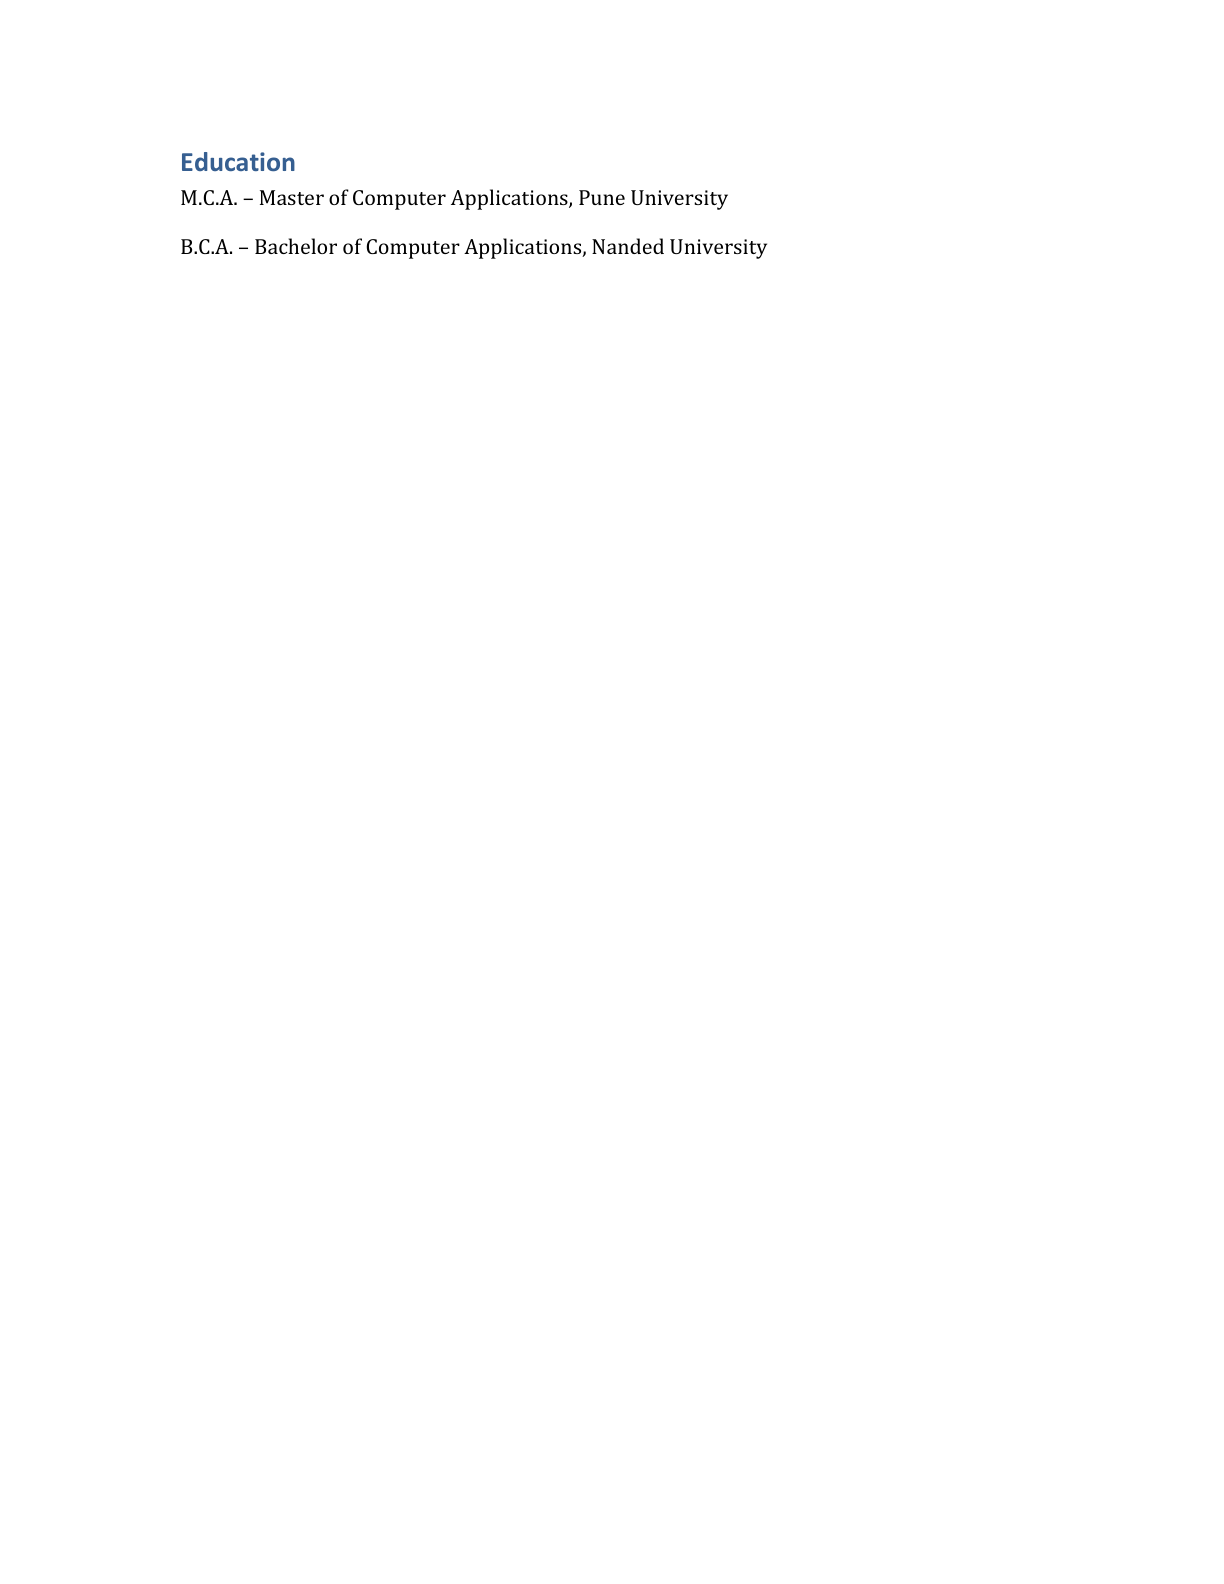 Education
M.C.A. – Master of Computer Applications, Pune University
B.C.A. – Bachelor of Computer Applications, Nanded University